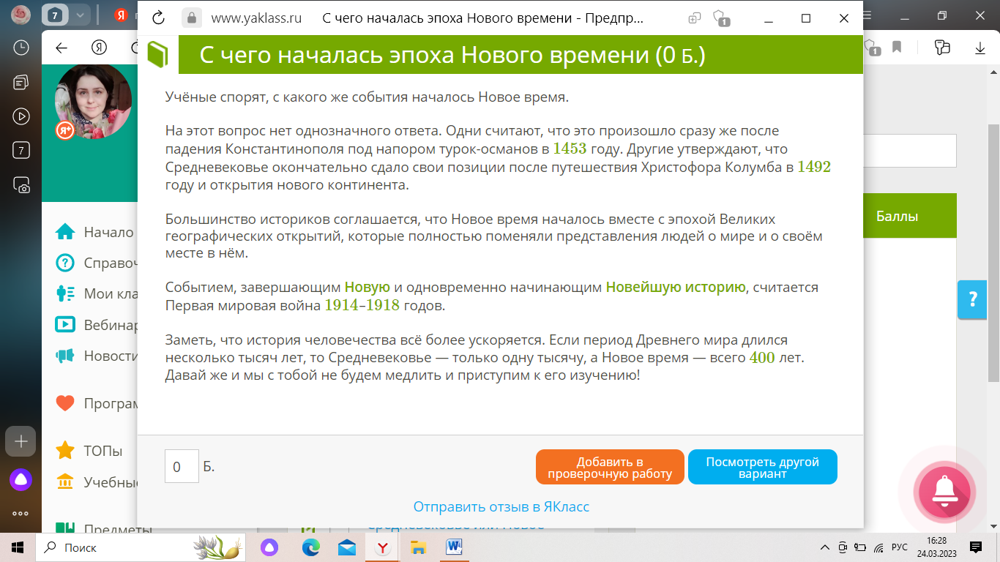 7
www.yaklass.ru
С чего началась эпоха Нового времени - Предпр...
1
С чего началась эпоха Нового времени (0 Б.)
Учёные спорят, с какого же события началось Новое время.
На этот вопрос нет однозначного ответа. Одни считают, что это произошло сразу же после
падения Константинополя под напором турок-османов в 1453 году. Другие утверждают, что
Средневековье окончательно сдало свои позиции после путешествия Христофора Колумба в 1492
году и открытия нового континента.
Большинство историков соглашается, что Новое время началось вместе с эпохой Великих
географических открытий, которые полностью поменяли представления людей о мире и о своём
месте в нём.
Событием, завершающим Новую и одновременно начинающим Новейшую историю, считается
Первая мировая война 1914–1918 годов.
Заметь, что история человечества всё более ускоряется. Если период Древнего мира длился
несколько тысяч лет, то Средневековье — только одну тысячу, а Новое время — всего 400 лет.
Давай же и мы с тобой не будем медлить и приступим к его изучению!
0 Б.
Добавить в
проверочную работу
Посмотреть другой
вариант
Отправить отзыв в ЯКласс
Я
Я+
7
Начало
Справоч
Мои кла
Вебинар
Новости
Програм
ТОПы
Учебны
Предметы
Средневековье или Новое
1
Баллы
?
Поиск
РУС
16:28
24.03.2023